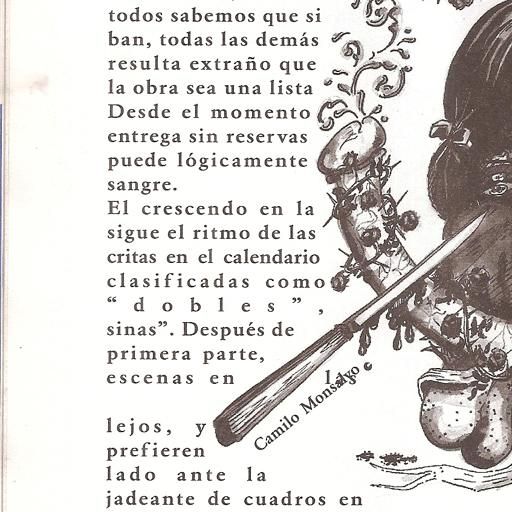 todos sabemos que si
ban, todas las demás
resulta extraño que
la obra sea una lista
Desde el momento
entrega sin reservas
puede lógicamente
sangre.
El crescendo en la
sigue el ritmo de las
critas en el calendario
clasificadas como
“dobles”,
sinas”. Después de
primera parte,
escenas en
lejos, y
prefieren
lado ante la
jadeante de cuadros en
Camilo Monsalvo